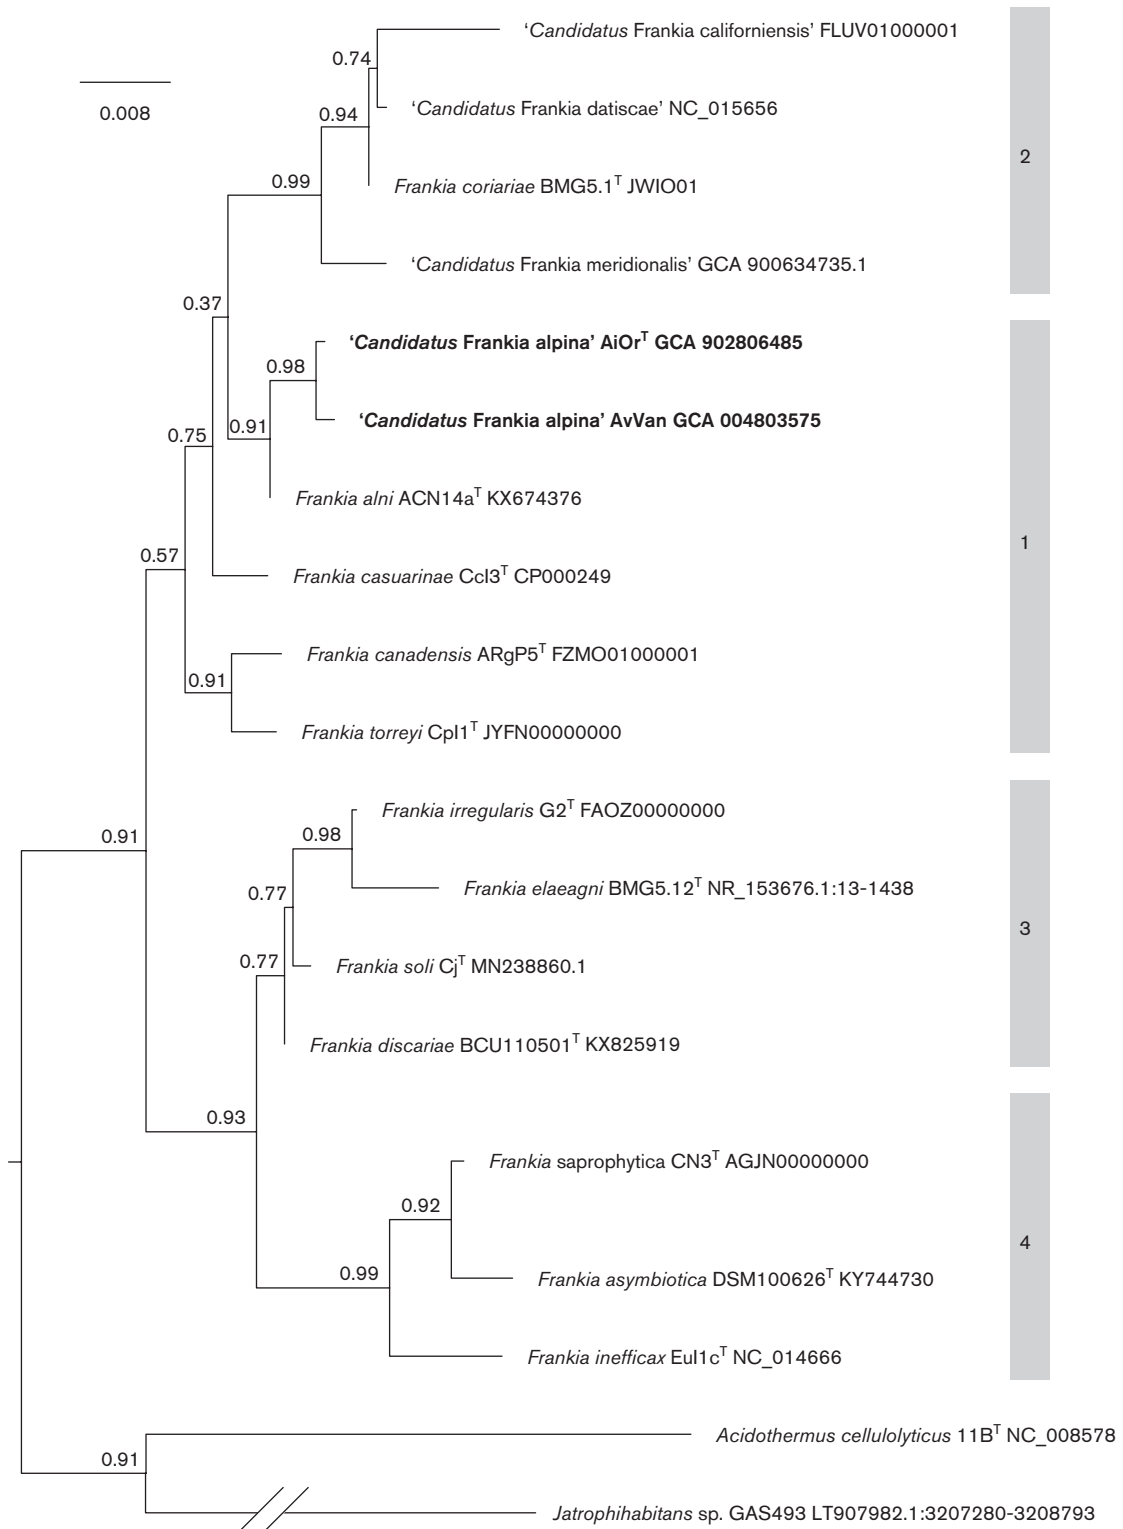 ‘Candidatus Frankia californiensis’ FLUV01000001
0.74
0.008
‘Candidatus Frankia datiscae’ NC_015656
0.94
2
0.99
Frankia coriariae BMG5.1ᵀ JWIO01
‘Candidatus Frankia meridionalis’ GCA 900634735.1
0.37
‘Candidatus Frankia alpina’ AiOrᵀ GCA 902806485
0.98
‘Candidatus Frankia alpina’ AvVan GCA 004803575
0.91
0.75
Frankia alni ACN14aᵀ KX674376
1
0.57
Frankia casuarinae CcI3ᵀ CP000249
Frankia canadensis ARgP5ᵀ FZMO01000001
0.91
Frankia torreyi CpI1ᵀ JYFN00000000
Frankia irregularis G2ᵀ FAOZ00000000
0.98
0.91
Frankia elaeagni BMG5.12ᵀ NR_153676.1:13-1438
0.77
3
0.77
Frankia soli Cjᵀ MN238860.1
Frankia discariae BCU110501ᵀ KX825919
0.93
Frankia saprophytica CN3ᵀ AGJN00000000
0.92
4
0.99
Frankia asymbiotica DSM100626ᵀ KY744730
Frankia inefficax EuI1cᵀ NC_014666
Acidothermus cellulolyticus 11Bᵀ NC_008578
0.91
Jatrophihabitans sp. GAS493 LT907982.1:3207280-3208793